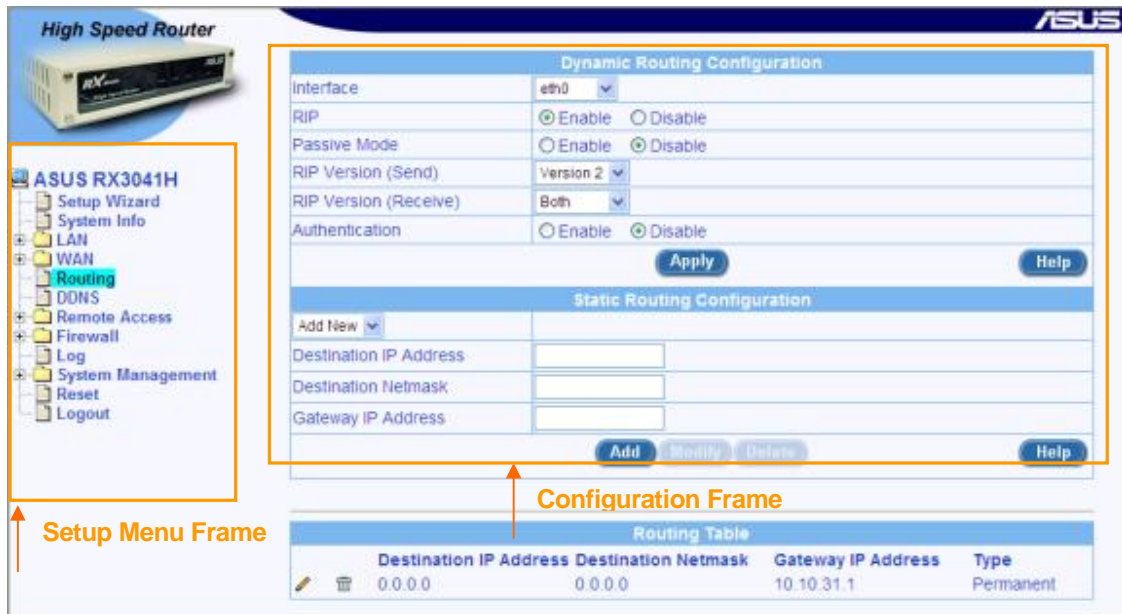 High Speed Router
ASUS
ASUS RX3041H
Setup Wizard
System Info
LAN
WAN
Routing
DDNS
Remote Access
Firewall
Log
System Management
Reset
Logout
Setup Menu Frame
Dynamic Routing Configuration
Interface eth0
RIP Enable Disable
Passive Mode Enable Disable
RIP Version (Send) Version 2
RIP Version (Receive) Both
Authentication Enable Disable
Apply Help
Static Routing Configuration
Add New
Destination IP Address
Destination Netmask
Gateway IP Address
Add Modify Delete Help
Configuration Frame
Routing Table
Destination IP Address Destination Netmask Gateway IP Address Type
0.0.0.0 0.0.0.0 10.10.31.1 Permanent